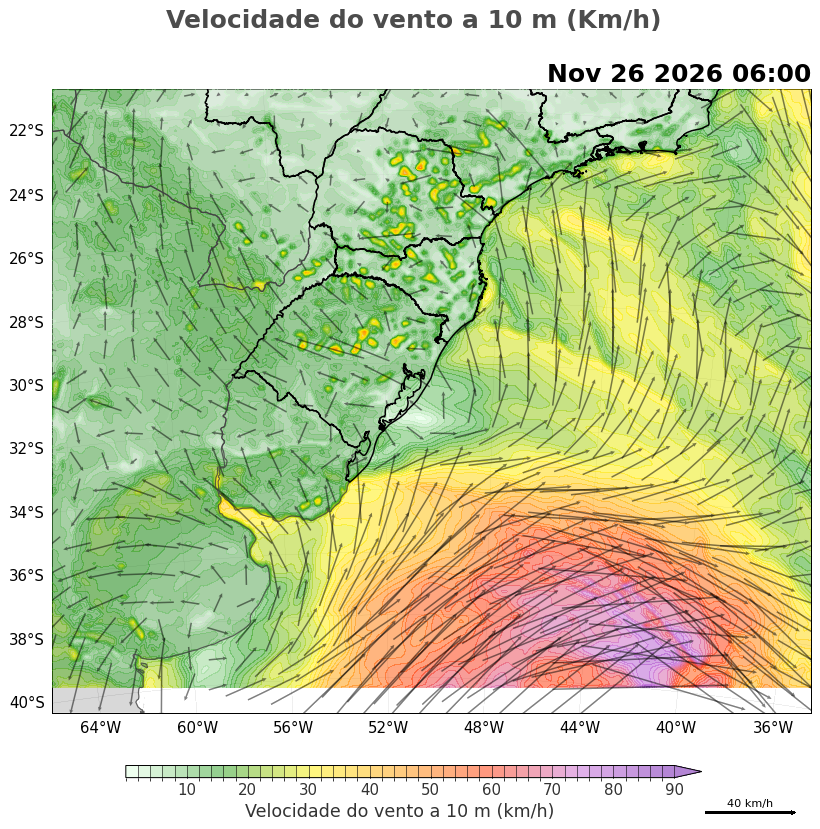 Velocidade do vento a 10 m (Km/h)
Nov 26 2026 06:00
22°S
24°S
26°S
28°S
30°S
32°S
34°S
36°S
38°S
40°S
64°W 60°W 56°W 52°W 48°W 44°W 40°W 36°W
10 20 30 40 50 60 70 80 90
Velocidade do vento a 10 m (km/h)
40 km/h